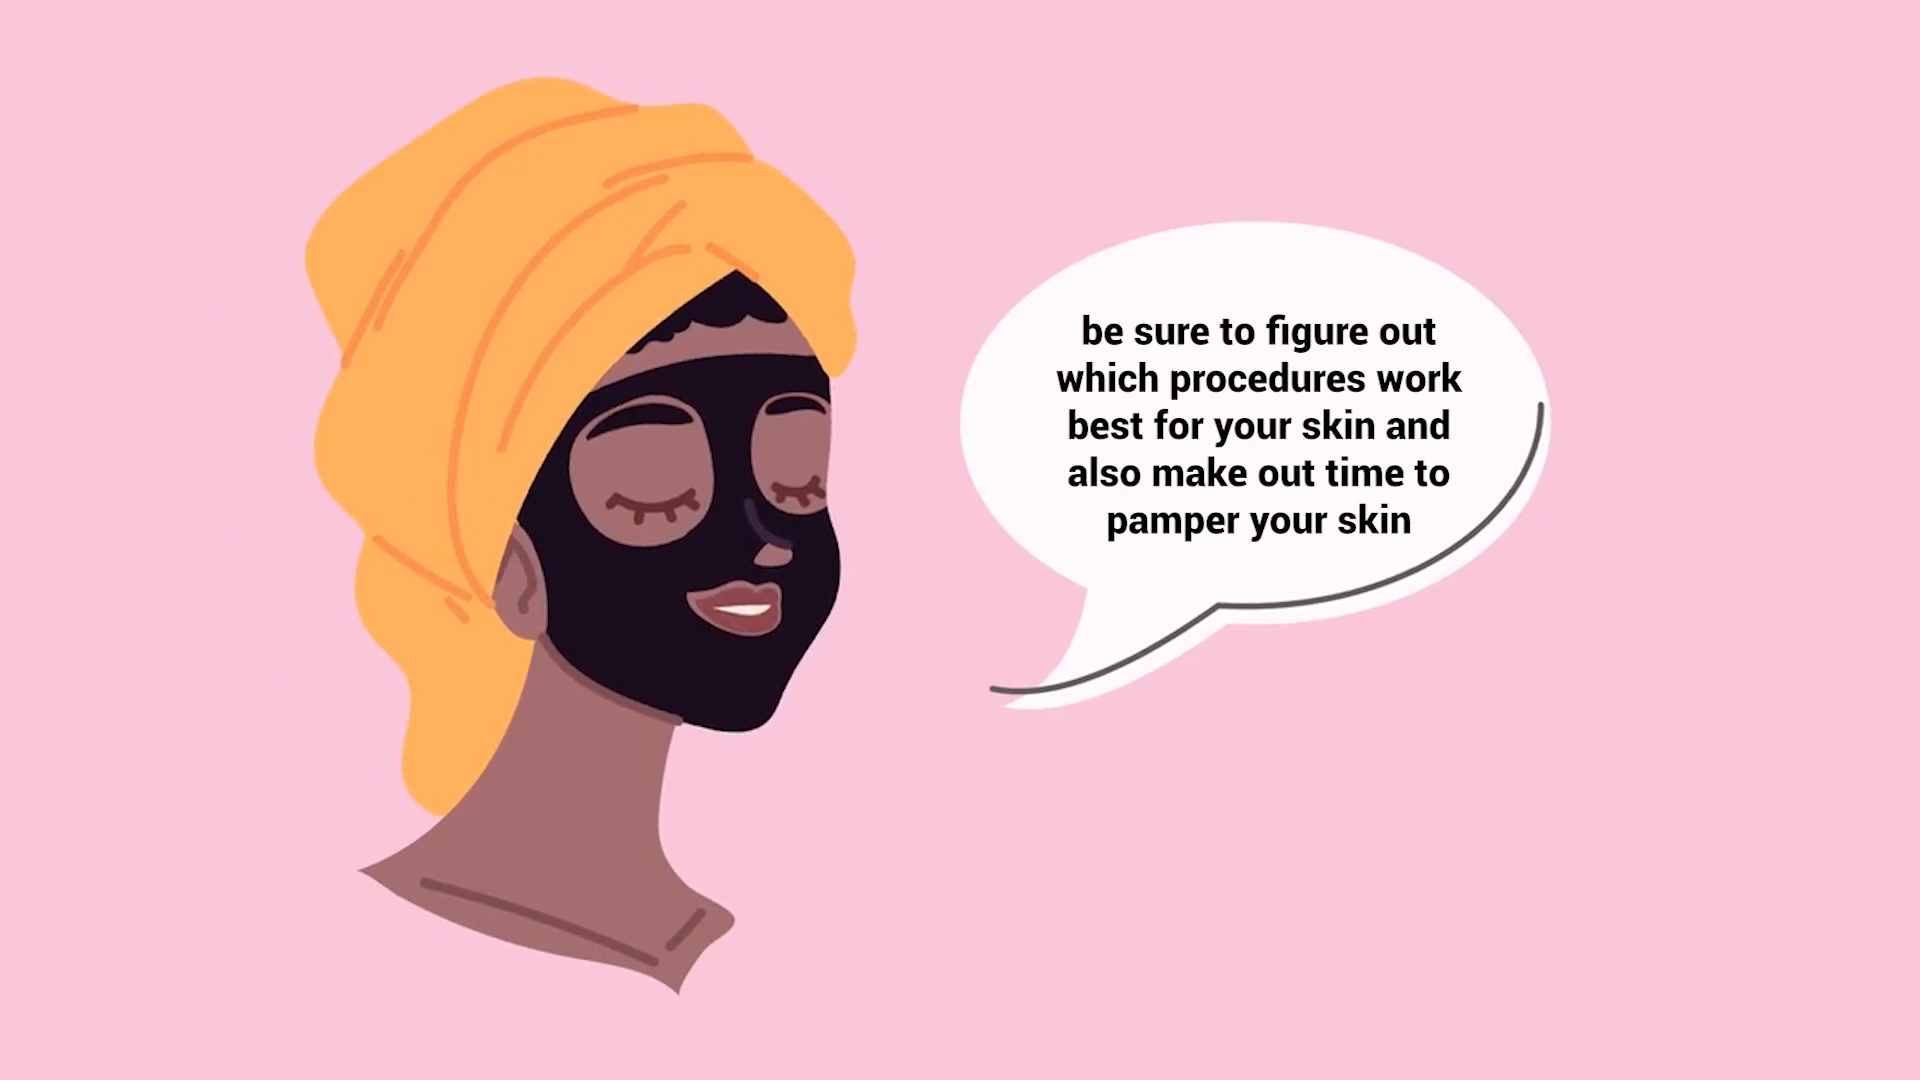 be sure to figure out
which procedures work
best for your skin and
also make out time to
pamper your skin